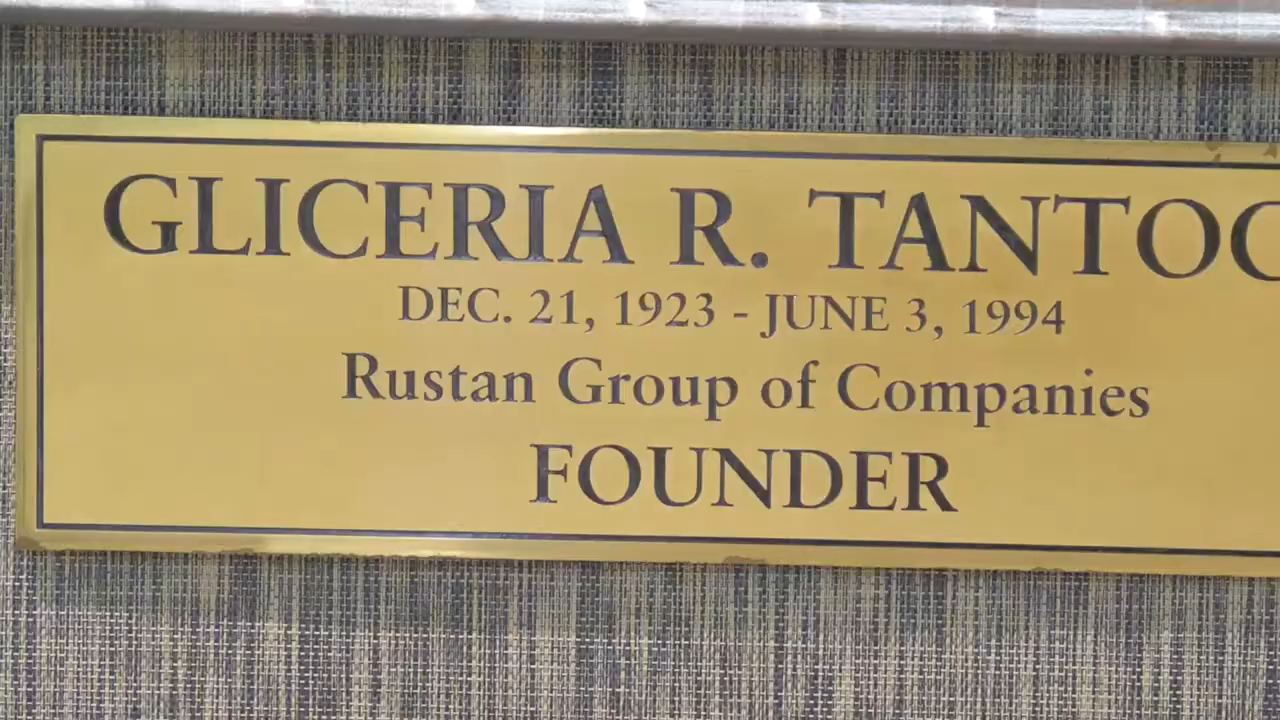 GLICERIA R. TANTOC
DEC. 21, 1923 - JUNE 3, 1994
Rustan Group of Companies
FOUNDER